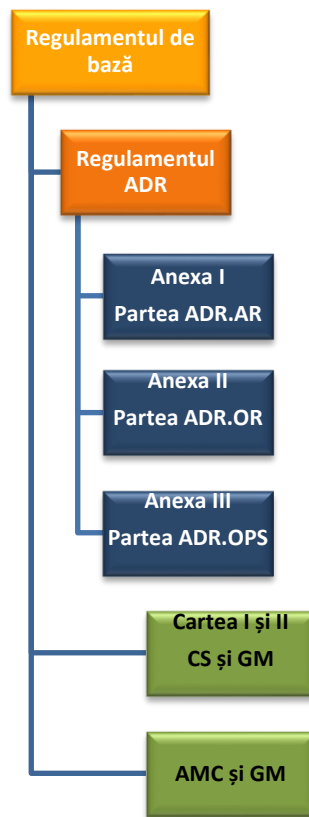 Regulamentul de
bază
Regulamentul
ADR
Anexa I
Partea ADR.AR
Anexa II
Partea ADR.OR
Anexa III
Partea ADR.OPS
Cartea I și II
CS și GM
AMC și GM